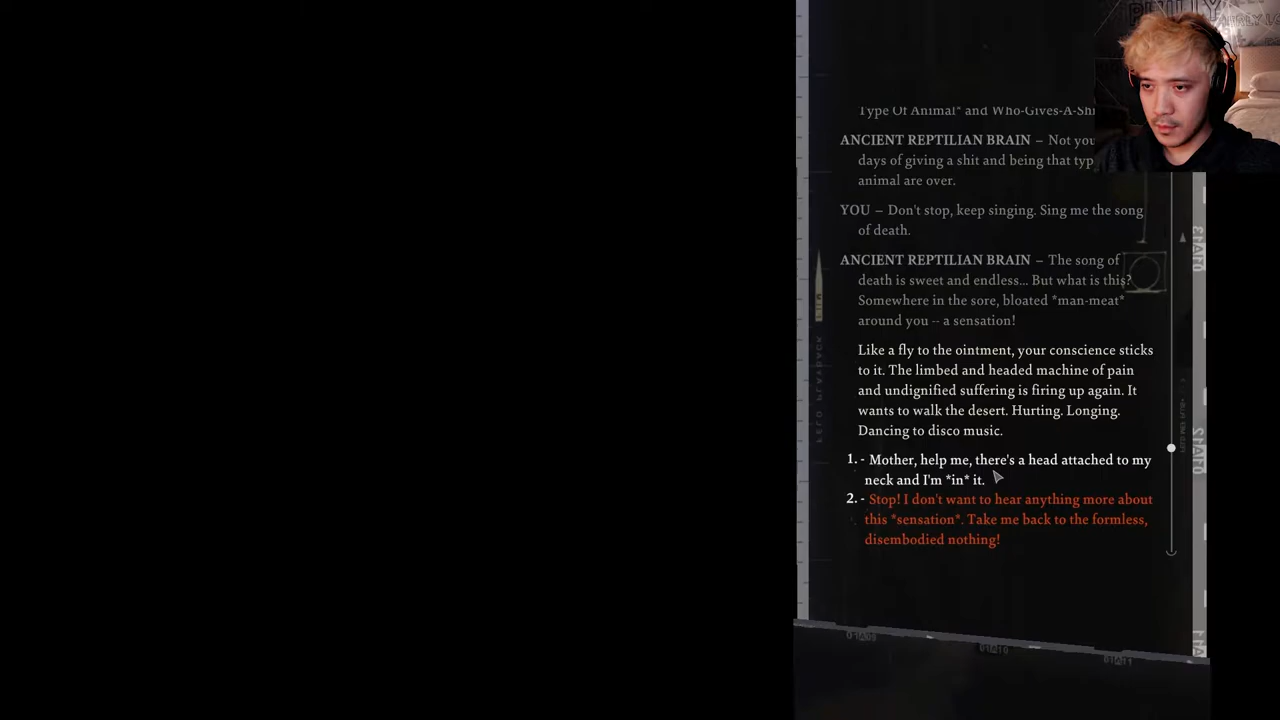 Type Of Animal* and Who-Gives-A-Sh
ANCIENT REPTILIAN BRAIN – Not you
days of giving a shit and being that typ
animal are over.
YOU – Don't stop, keep singing. Sing me the song
of death.
ANCIENT REPTILIAN BRAIN – The song of
death is sweet and endless... But what is this?
Somewhere in the sore, bloated *man-meat*
around you -- a sensation!
Like a fly to the ointment, your conscience sticks
to it. The limbed and headed machine of pain
and undignified suffering is firing up again. It
wants to walk the desert. Hurting. Longing.
Dancing to disco music.
1. - Mother, help me, there's a head attached to my
neck and I'm *in* it.
2. - Stop! I don't want to hear anything more about
this *sensation*. Take me back to the formless,
disembodied nothing!